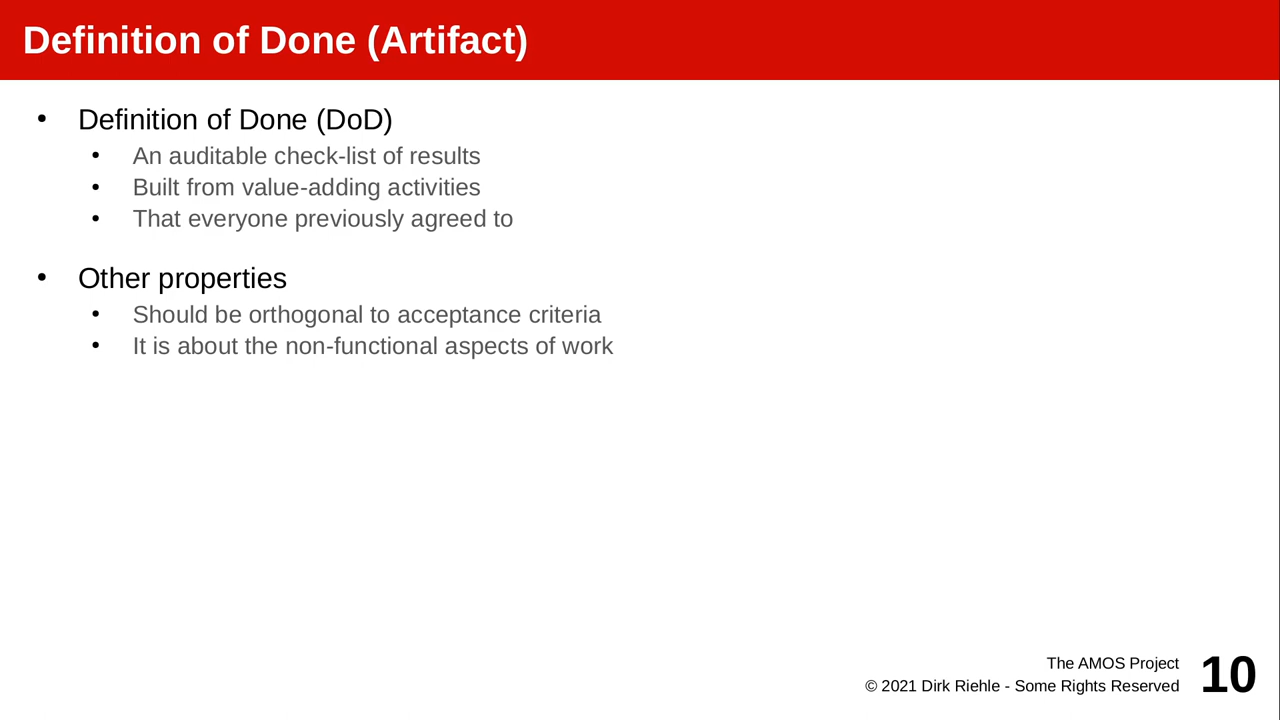 Definition of Done (Artifact)
• Definition of Done (DoD)
• An auditable check-list of results
• Built from value-adding activities
• That everyone previously agreed to
• Other properties
• Should be orthogonal to acceptance criteria
• It is about the non-functional aspects of work
The AMOS Project
© 2021 Dirk Riehle - Some Rights Reserved
10